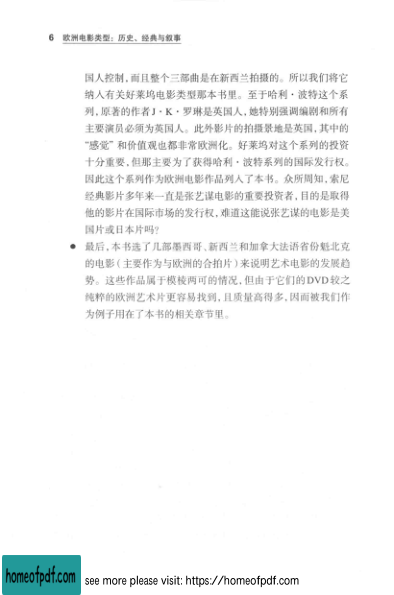 6 欧洲电影类型：历史、经典与叙事
国人控制，而且整个三部曲是在新西兰拍摄的。所以我们将它
纳入有关好莱坞电影类型那本书里。至于哈利·波特这个系
列，原著的作者J·K·罗琳是英国人，她特别强调编剧和所有
主要演员必须为英国人。此外影片的拍摄景地是英国，其中的
“感觉”和价值观也都非常欧洲化。好莱坞对这个系列的投资
十分重要，但那主要为了获得哈利·波特系列的国际发行权。
因此这个系列作为欧洲电影作品列入了本书。众所周知，索尼
经典影片多年来一直是张艺谋电影的重要投资者，目的是取得
他的影片在国际市场的发行权，难道这能说张艺谋的电影是美
国片或日本片吗？
● 最后，本书选了几部墨西哥、新西兰和加拿大法语省份魁北克
的电影（主要作为与欧洲的合拍片）来说明艺术电影的发展趋
势。这些作品属于模棱两可的情况，但由于它们的DVD较之
纯粹的欧洲艺术片更容易找到，且质量高得多，因而被我们作
为例子用在了本书的相关章节里。
homeofpdf.com see more please visit: https://homeofpdf.com